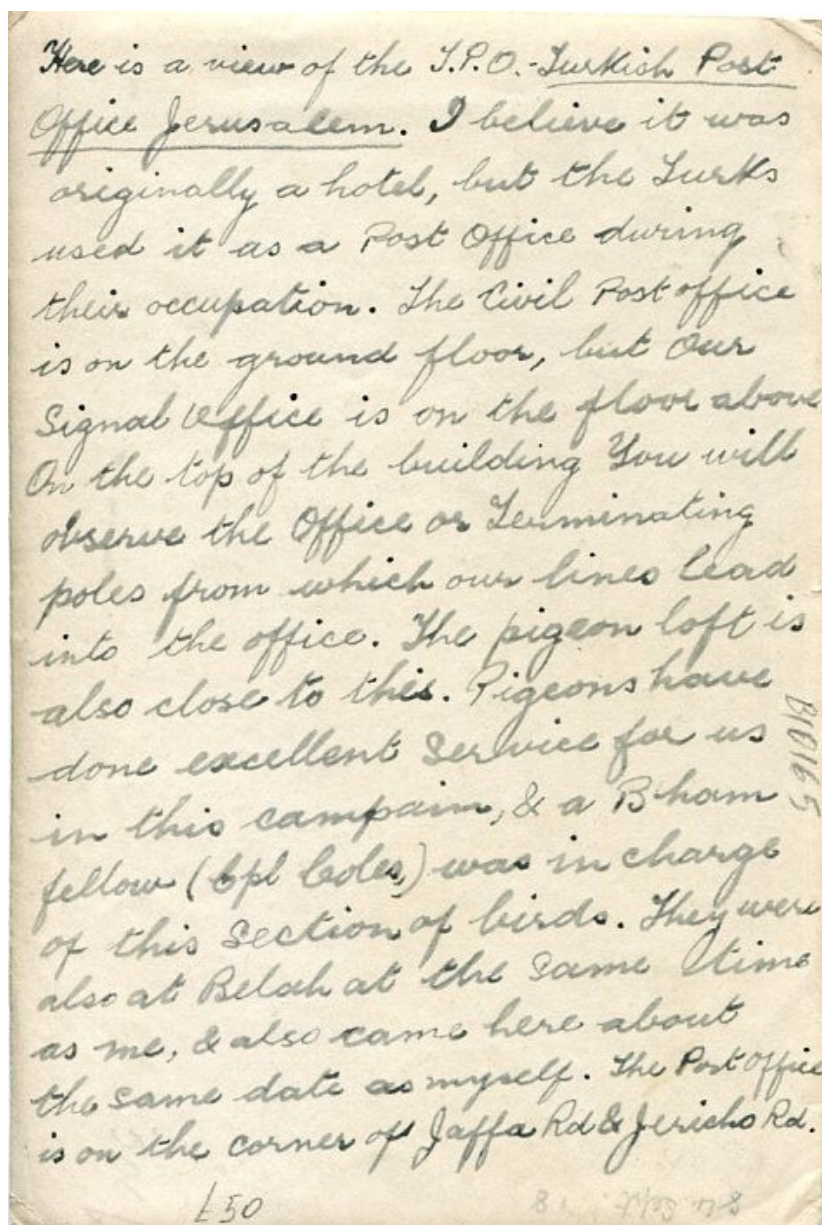 Here is a view of the T.P.O.-Turkish Post
Office Jerusalem. I believe it was
originally a hotel, but the Turks
used it as a Post Office during
their occupation. The Civil Post office
is on the ground floor, but Our
Signal Office is on the floor above
On the top of the building You will
observe the Office or Terminating
poles from which our lines lead
into the office. The pigeon loft is
also close to this. Pigeons have
done excellent Service for us
in this campain, & a B'ham
fellow (Cpl Coles,) was in charge
of this Section of birds. They were
also at Belah at the same time
as me, & also came here about
the same date as myself. The Post Office
is on the corner of Jaffa Rd & Jericho Rd.
£50